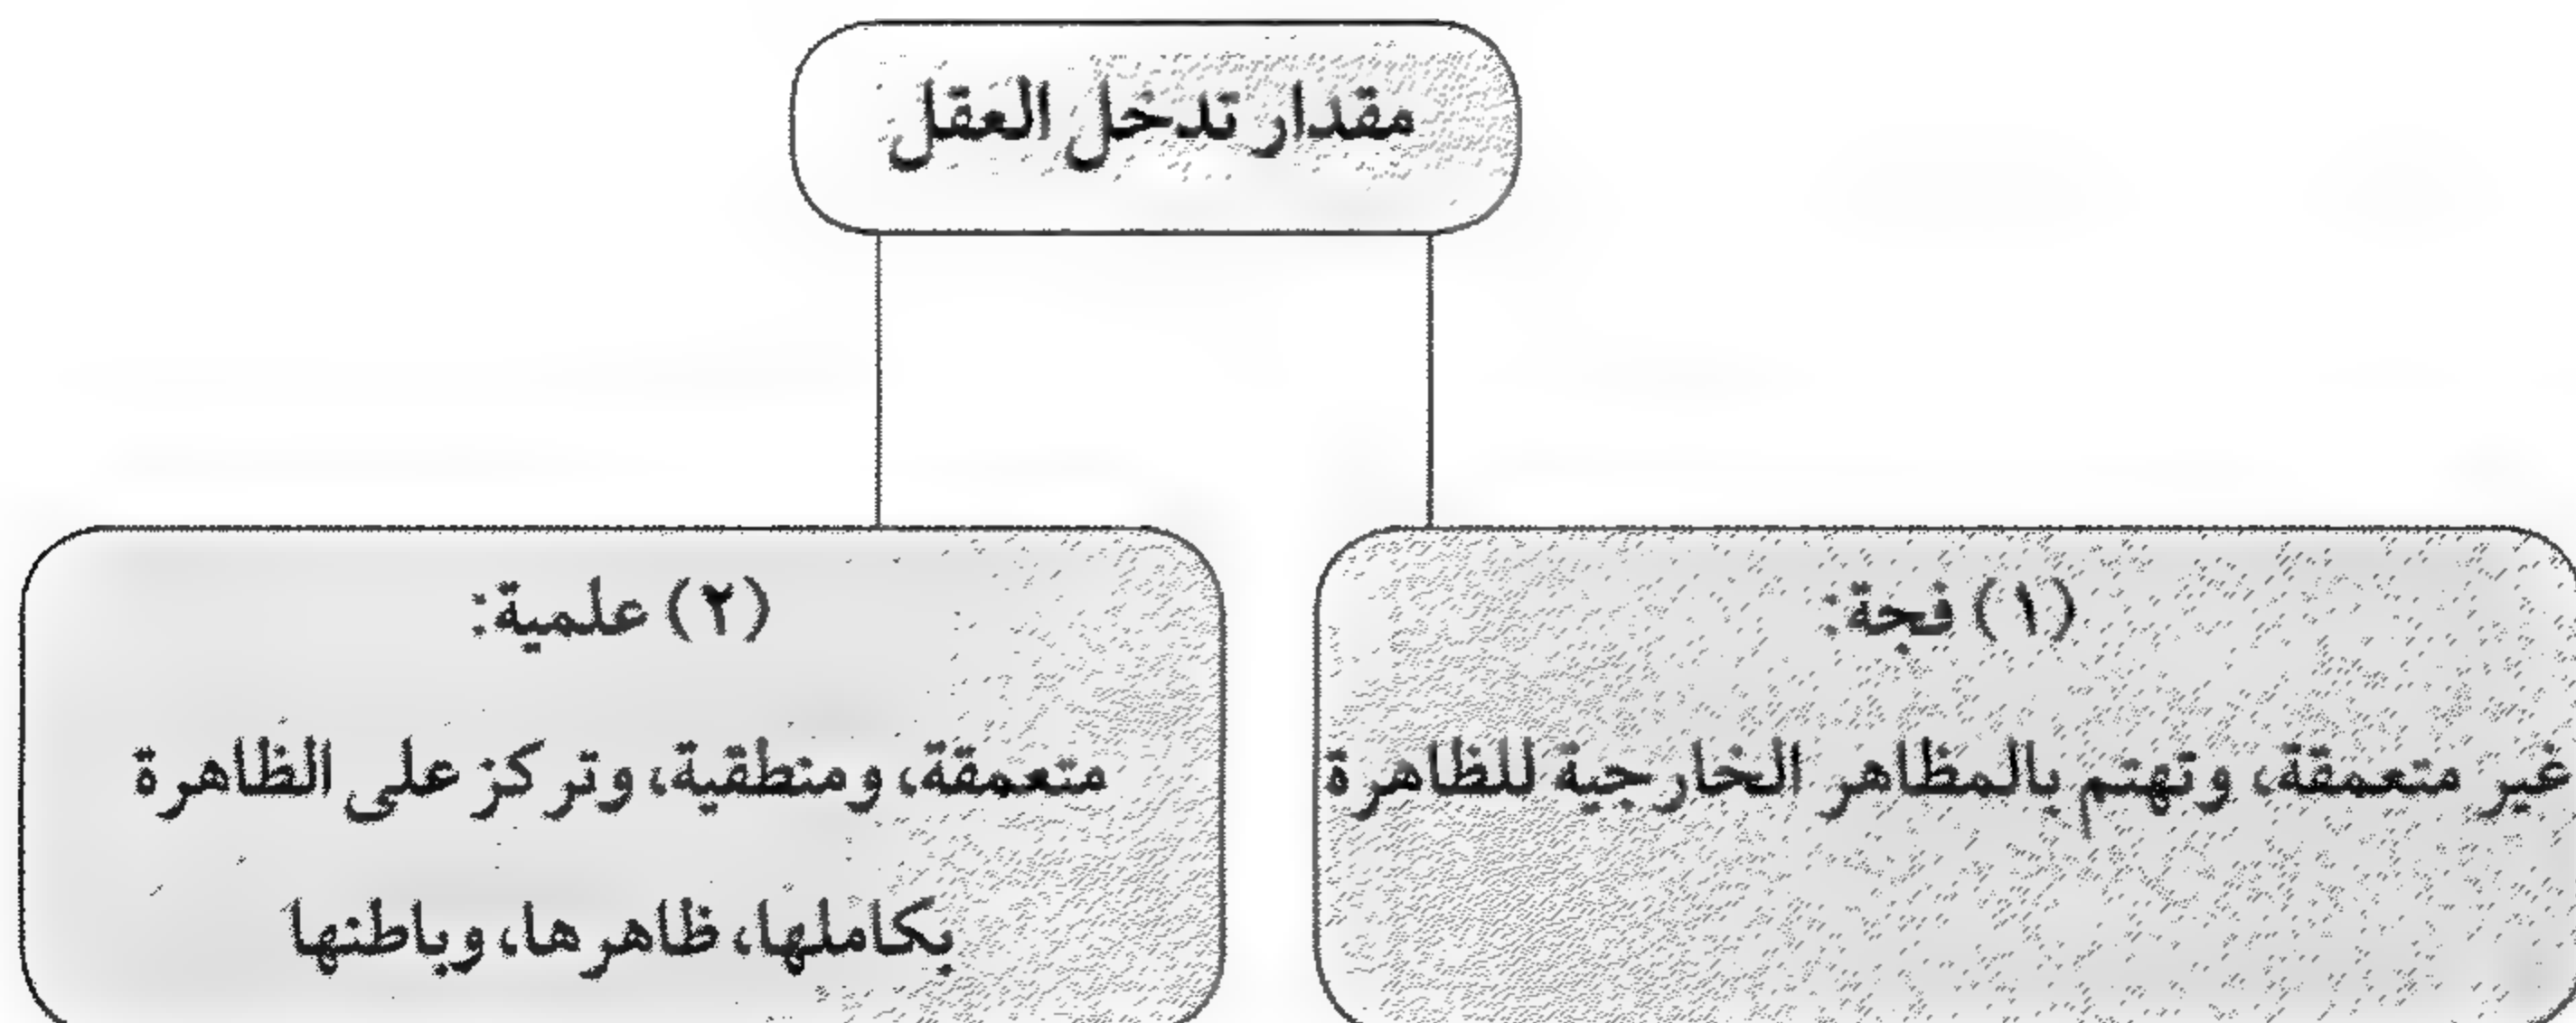 مقدار تدخل العقل
(١) فجة:
غير متعمقة، وتهتم بالمظاهر الخارجية للظاهرة
(٢) علمية:
متعمقة، ومنطقية، وتركز على الظاهرة
بكاملها، ظاهرها، وباطنها